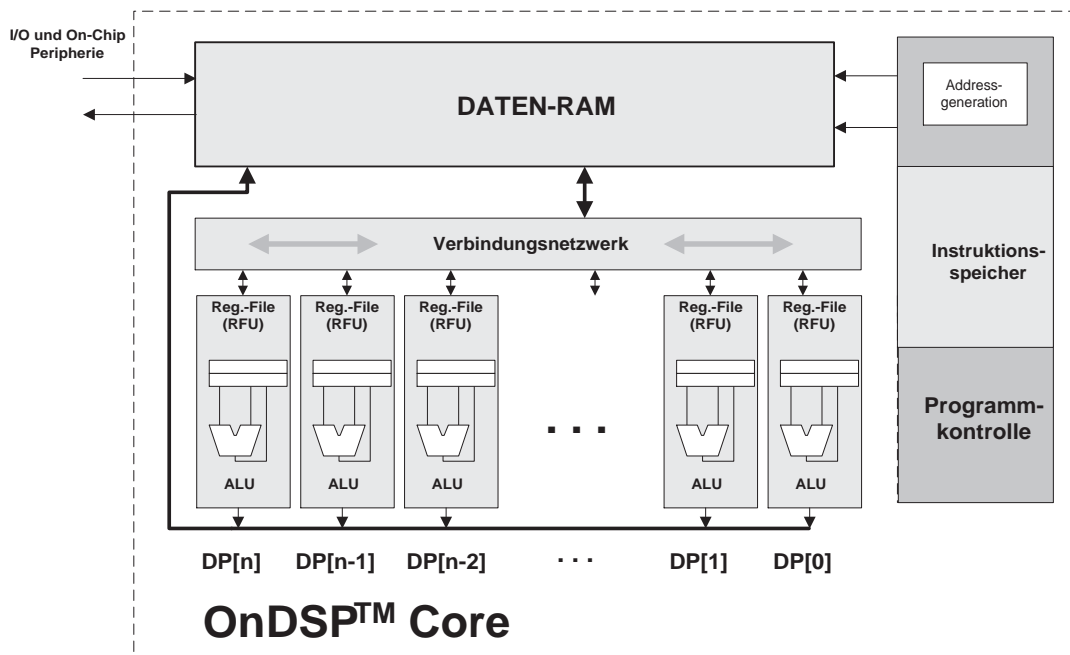 I/O und On-Chip
Peripherie
DATEN-RAM
Address-
generation
Verbindungsnetzwerk
Instruktions-
speicher
Reg.-File
(RFU)
Reg.-File
(RFU)
Reg.-File
(RFU)
Reg.-File
(RFU)
Reg.-File
(RFU)
. . .
Programm-
kontrolle
ALU
ALU
ALU
ALU
ALU
DP[n]
DP[n-1]
DP[n-2]
. . .
DP[1]
DP[0]
OnDSP™ Core